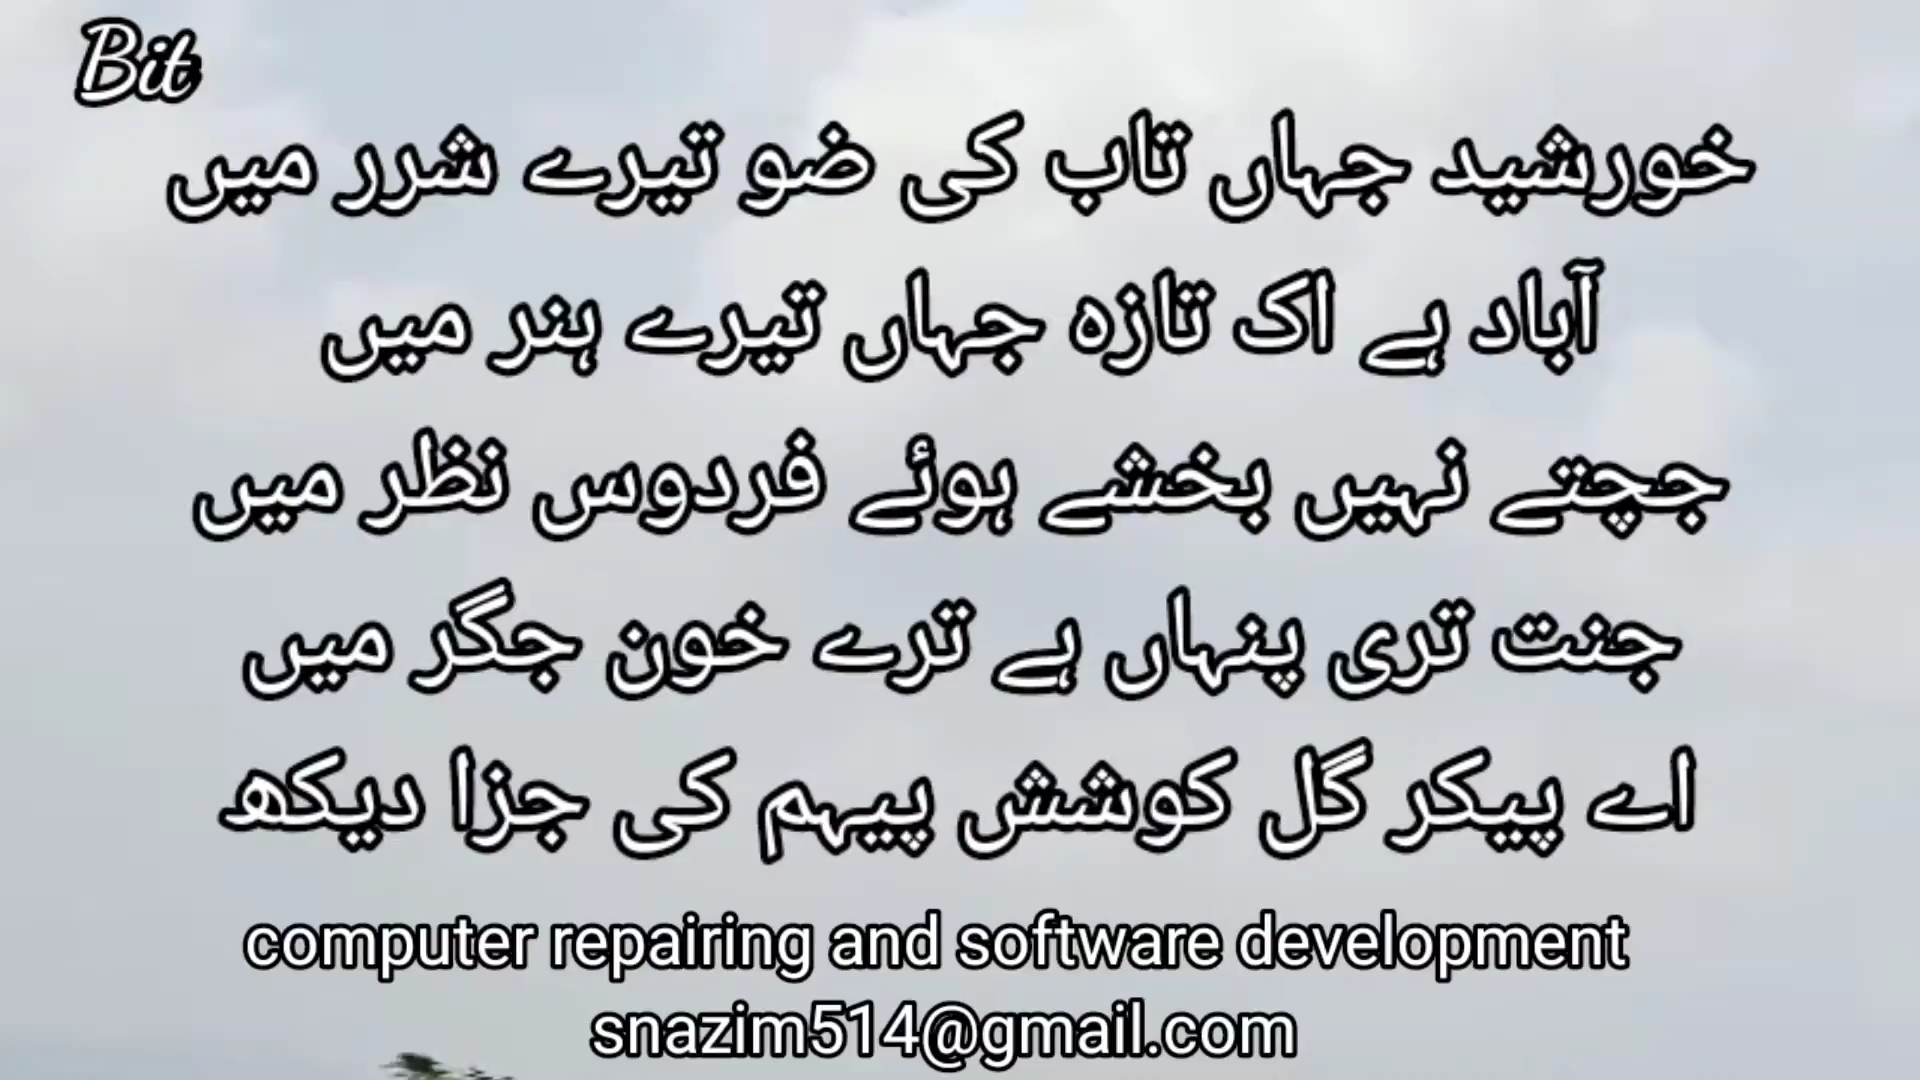 Bit
خورشید جہاں تاب کی ضو تیرے شرر میں
آباد ہے اک تازہ جہاں تیرے ہنر میں
جچتے نہیں بخشے ہوئے فردوس نظر میں
جنت تری پنہاں ہے ترے خون جگر میں
اے پیکر گل کوشش پیہم کی جزا دیکھ
computer repairing and software development
snazim514@gmail.com